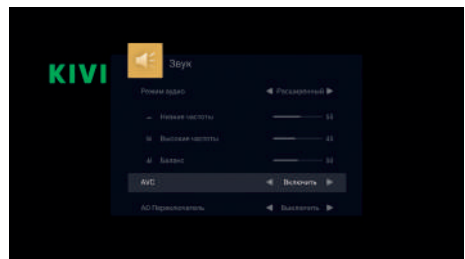 KIVI
Звук
Режим аудио Расширенный
Низкие частоты
Высокие частоты
Баланс
AVC Включить
AD Переключатель Выключить